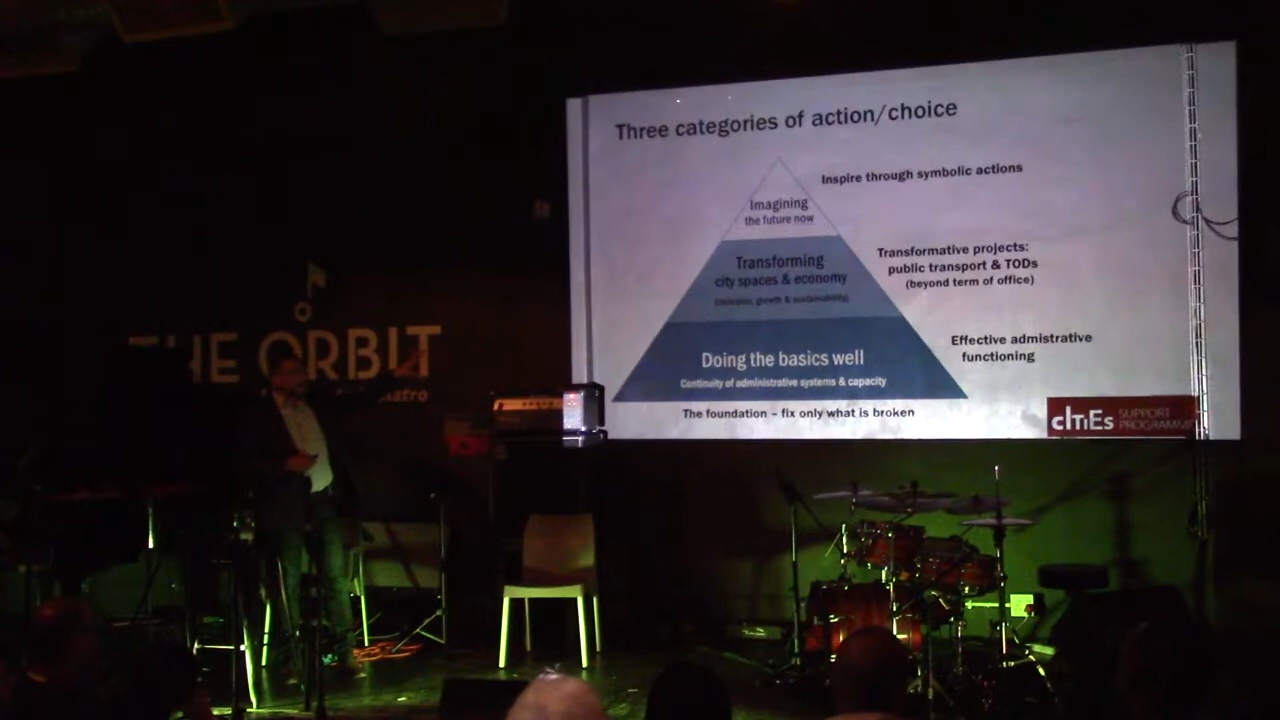 Three categories of action/choice
Inspire through symbolic actions
Imagining
the future now
Transformative projects:
public transport & TODs
(beyond term of office)
Transforming
city spaces & economy
(inclusion, growth & sustainability)
Effective admistrative
functioning
Doing the basics well
Continuity of administrative systems & capacity
The foundation – fix only what is broken
cITiEs
SUPPORT
PROGRAMME
THE ORBIT